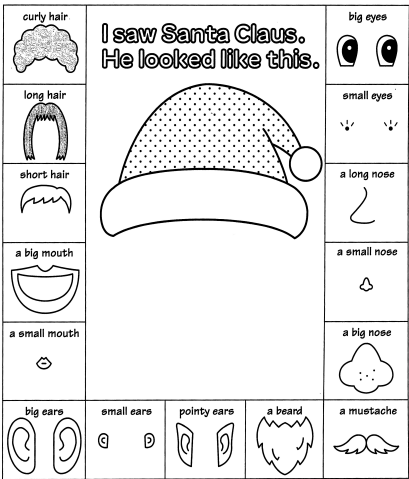 I saw Santa Claus.
He looked like this.
curly hair
long hair
short hair
a big mouth
a small mouth
big eyes
small eyes
a long nose
a small nose
a big nose
big ears
small ears
pointy ears
a beard
a mustache